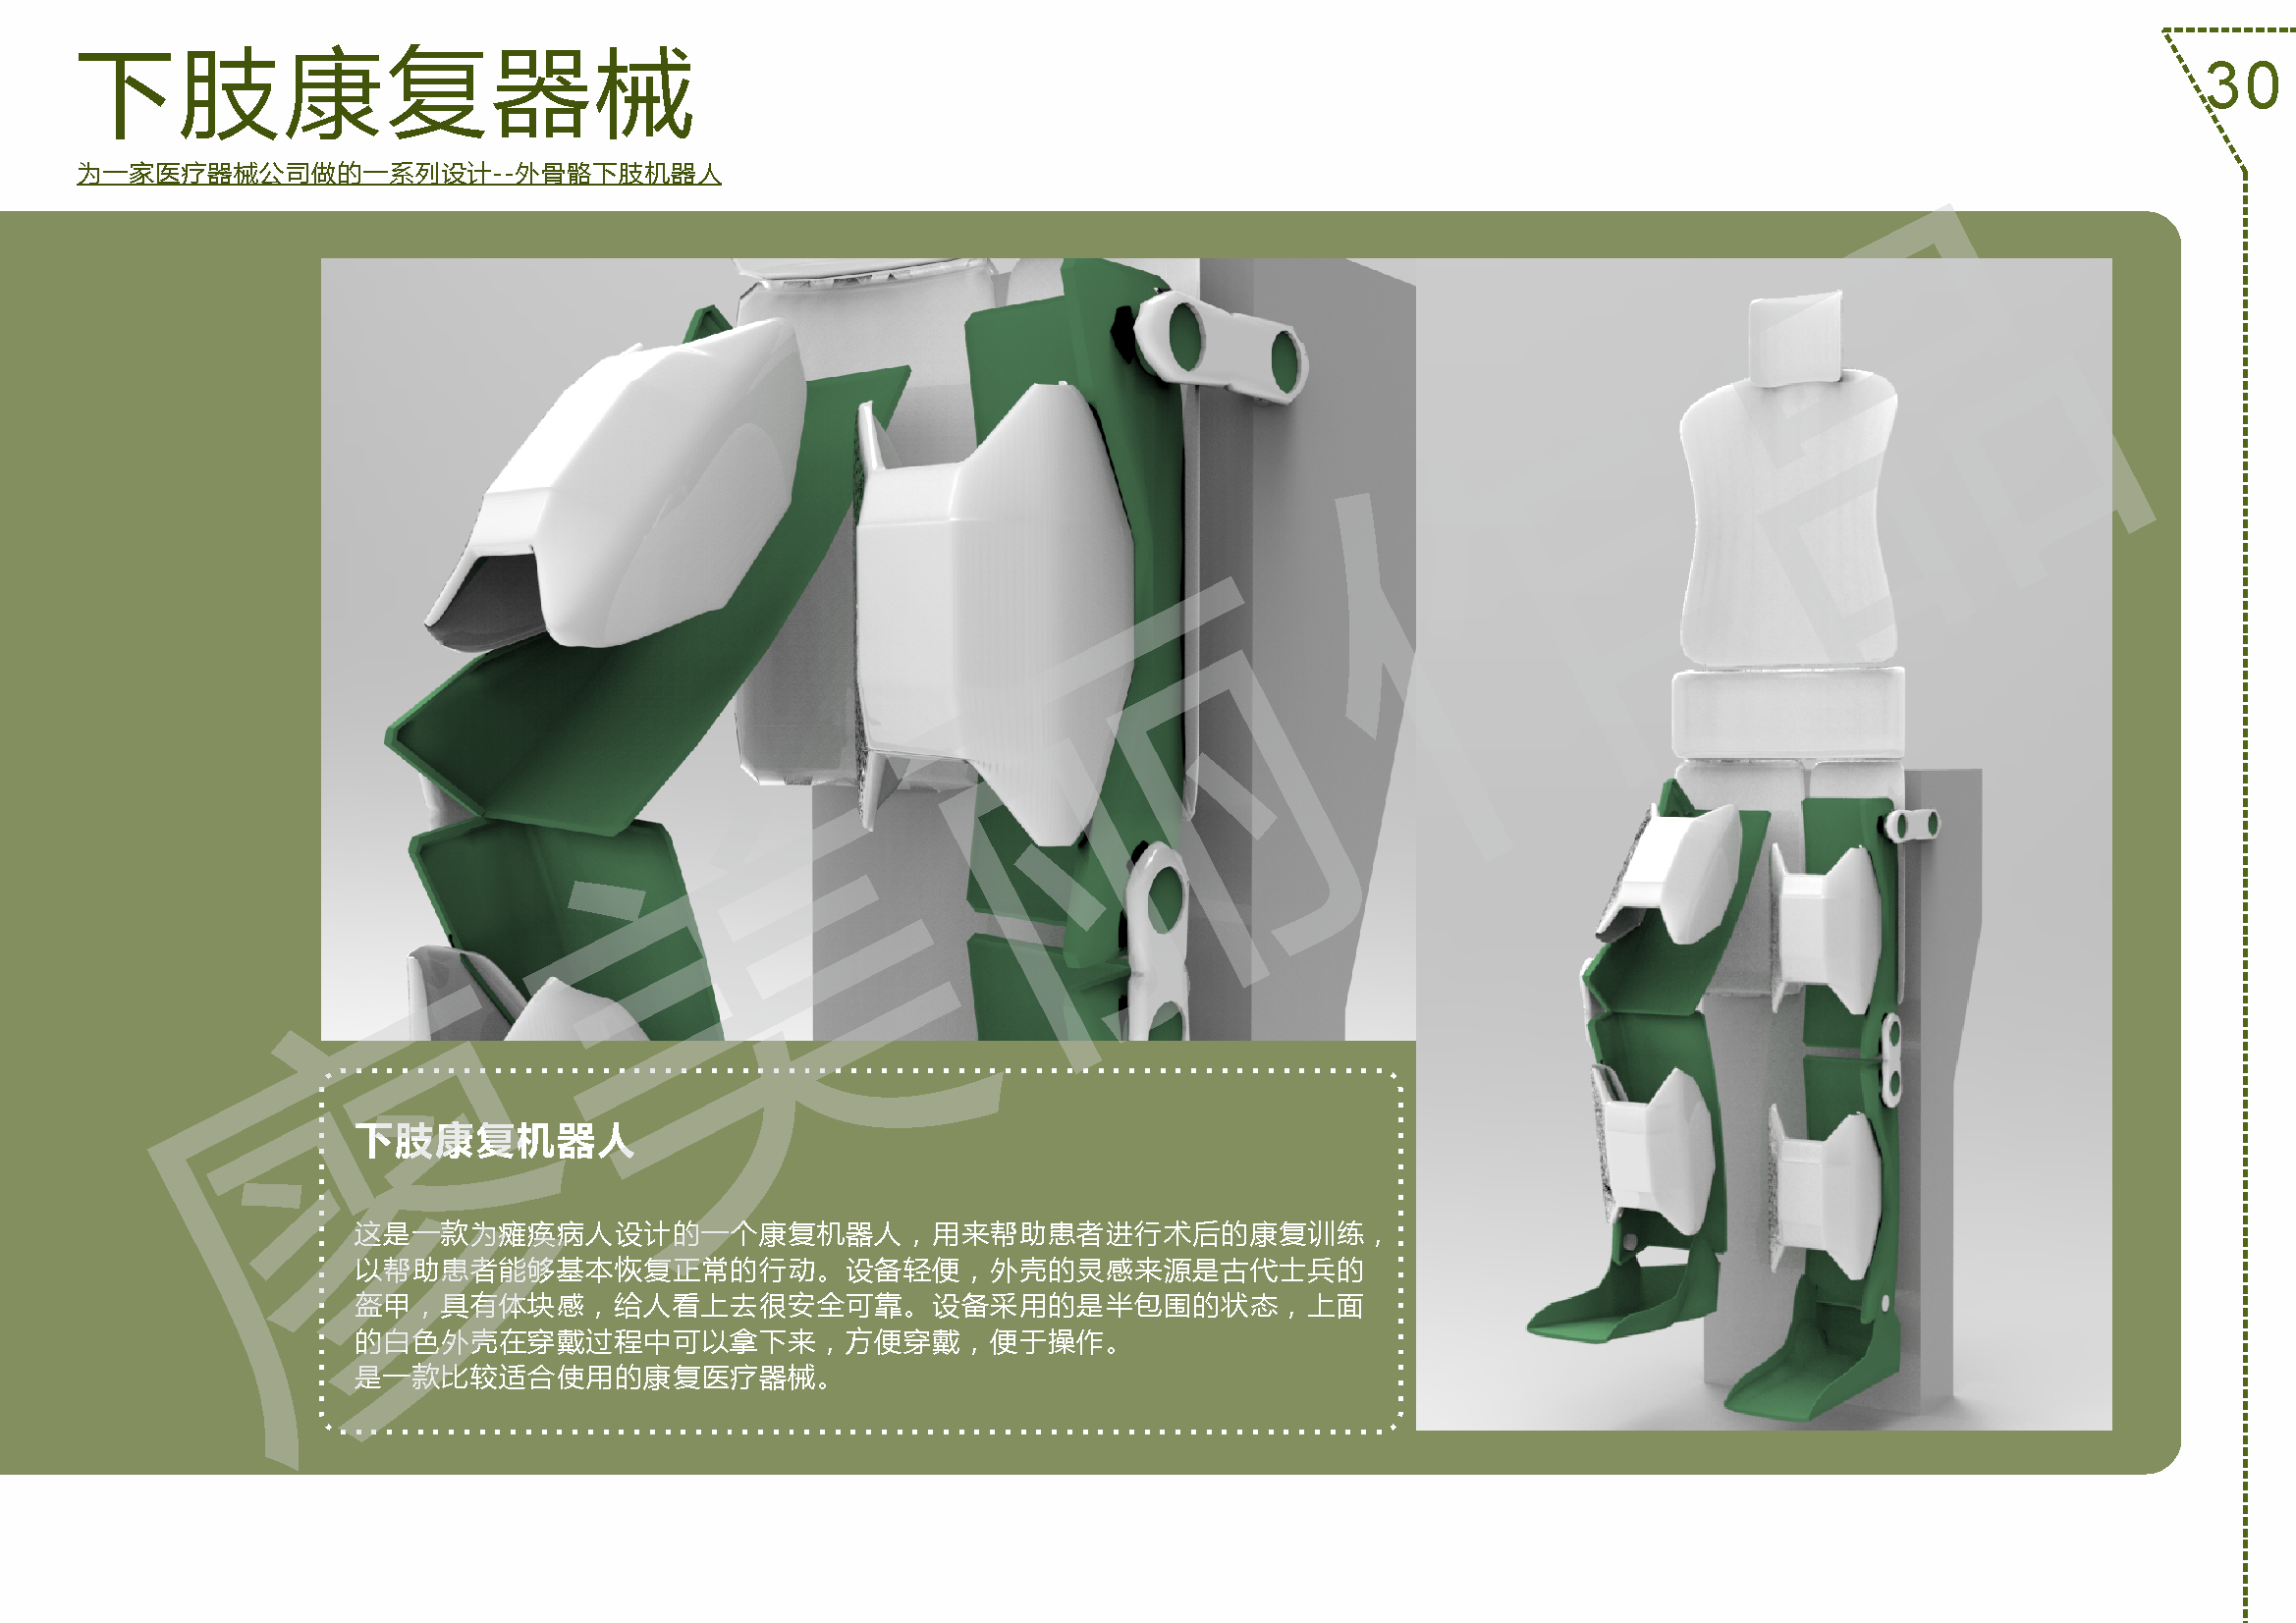 下肢康复器械
30
为一家医疗器械公司做的一系列设计--外骨骼下肢机器人
下肢康复机器人
这是一款为瘫痪病人设计的一个康复机器人，用来帮助患者进行术后的康复训练，
以帮助患者能够基本恢复正常的行动。设备轻便，外壳的灵感来源是古代士兵的
盔甲，具有体块感，给人看上去很安全可靠。设备采用的是半包围的状态，上面
的白色外壳在穿戴过程中可以拿下来，方便穿戴，便于操作。
是一款比较适合使用的康复医疗器械。
廖美丽作品